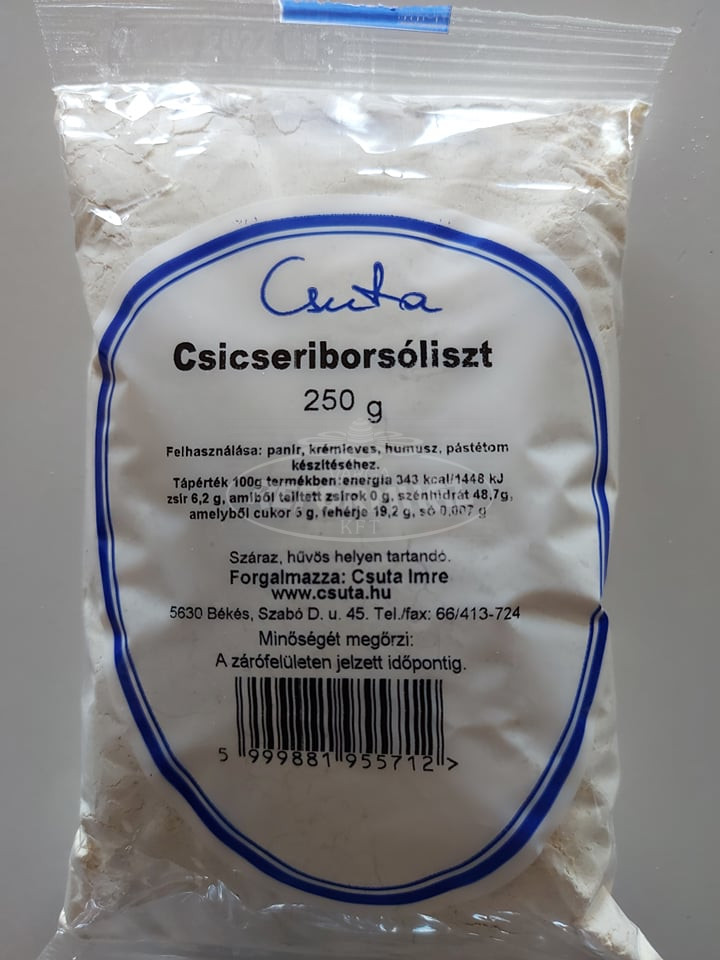 Csuta
Csicseriborsóliszt
250 g
Felhasználása: panír, krémleves, humusz, pástétom
készítéséhez.
Tápérték 100g termékben:energia 343 kcal/1448 kJ
zsír 6,2 g, amiből telített zsírok 0 g, szénhidrát 48,7g,
amelyből cukor 5 g, fehérje 19,2 g, só 0,007 g
KFT
Száraz, hűvös helyen tartandó.
Forgalmazza: Csuta Imre
www.csuta.hu
5630 Békés, Szabó D. u. 45. Tel./fax: 66/413-724
Minőségét megőrzi:
A zárófelületen jelzett időpontig.
5 999881 955712 >